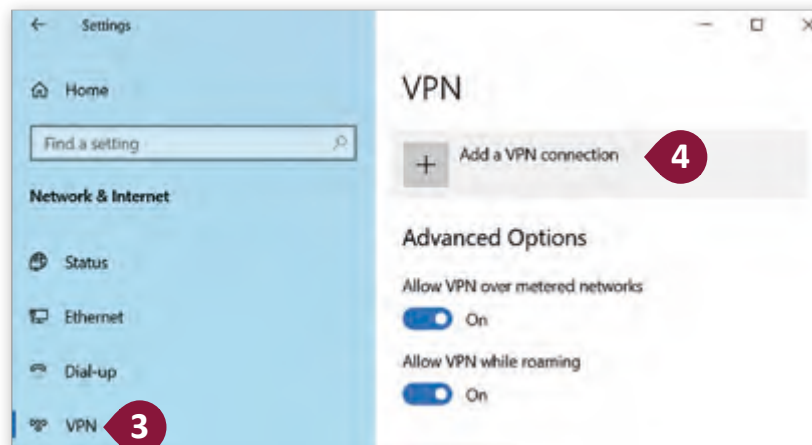 Settings
Home
Find a setting
Network & Internet
Status
Ethernet
Dial-up
VPN
3
VPN
Add a VPN connection
4
Advanced Options
Allow VPN over metered networks
On
Allow VPN while roaming
On